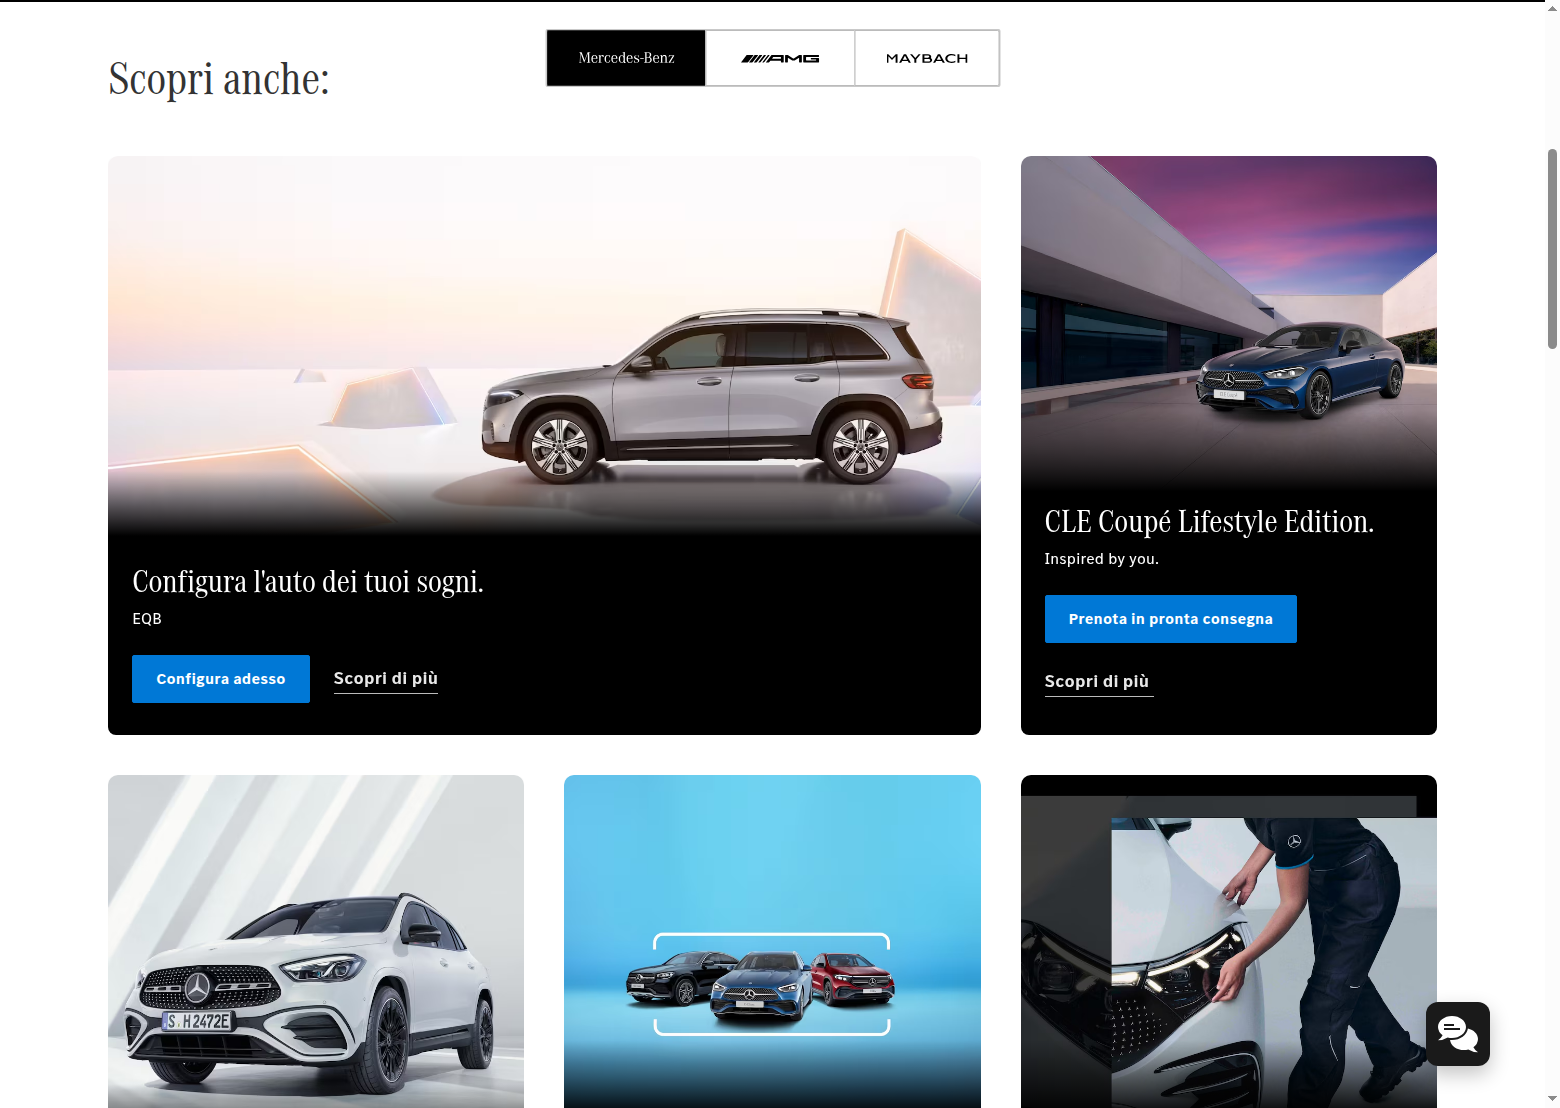 Scopri anche:
Mercedes-Benz
AMG
MAYBACH
Configura l'auto dei tuoi sogni.
EQB
Configura adesso
Scopri di più
CLE Coupé Lifestyle Edition.
Inspired by you.
Prenota in pronta consegna
Scopri di più
S H 2472E